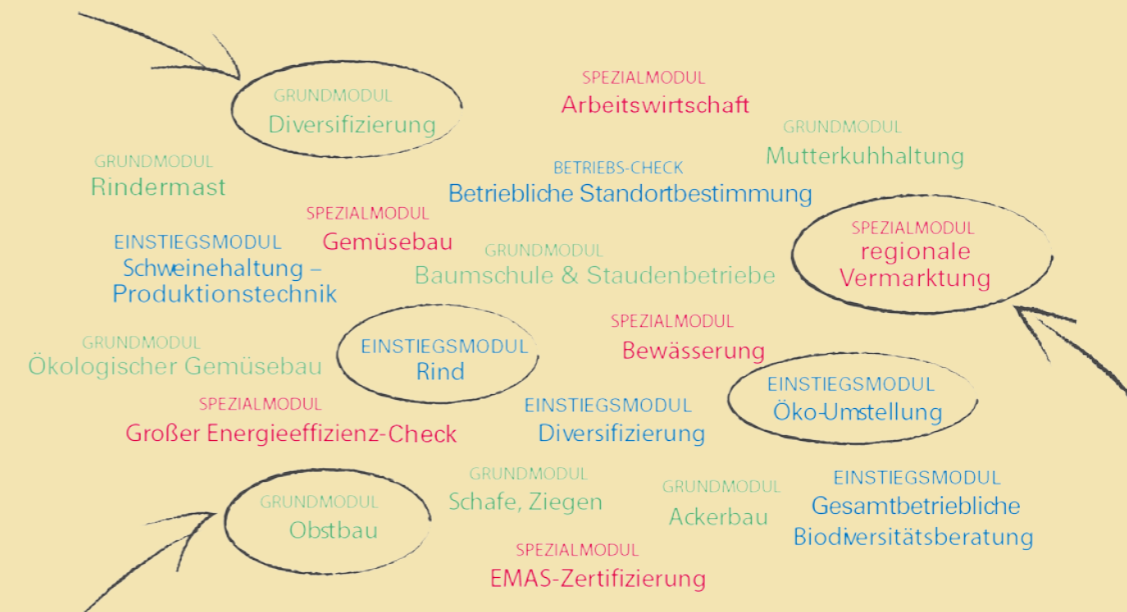 SPEZIALMODUL
Arbeitswirtschaft
GRUNDMODUL
Diversifizierung
GRUNDMODUL
Mutterkuhhaltung
GRUNDMODUL
Rindermast
BETRIEBS-CHECK
Betriebliche Standortbestimmung
SPEZIALMODUL
Gemüsebau
SPEZIALMODUL
regionale
Vermarktung
EINSTIEGSMODUL
Schweinehaltung –
Produktionstechnik
GRUNDMODUL
Baumschule & Staudenbetriebe
SPEZIALMODUL
Bewässerung
GRUNDMODUL
Ökologischer Gemüsebau
EINSTIEGSMODUL
Rind
EINSTIEGSMODUL
Öko-Umstellung
SPEZIALMODUL
Großer Energieeffizienz-Check
EINSTIEGSMODUL
Diversifizierung
GRUNDMODUL
Schafe, Ziegen
EINSTIEGSMODUL
Gesamtbetriebliche
Biodiversitätsberatung
GRUNDMODUL
Ackerbau
GRUNDMODUL
Obstbau
SPEZIALMODUL
EMAS-Zertifizierung